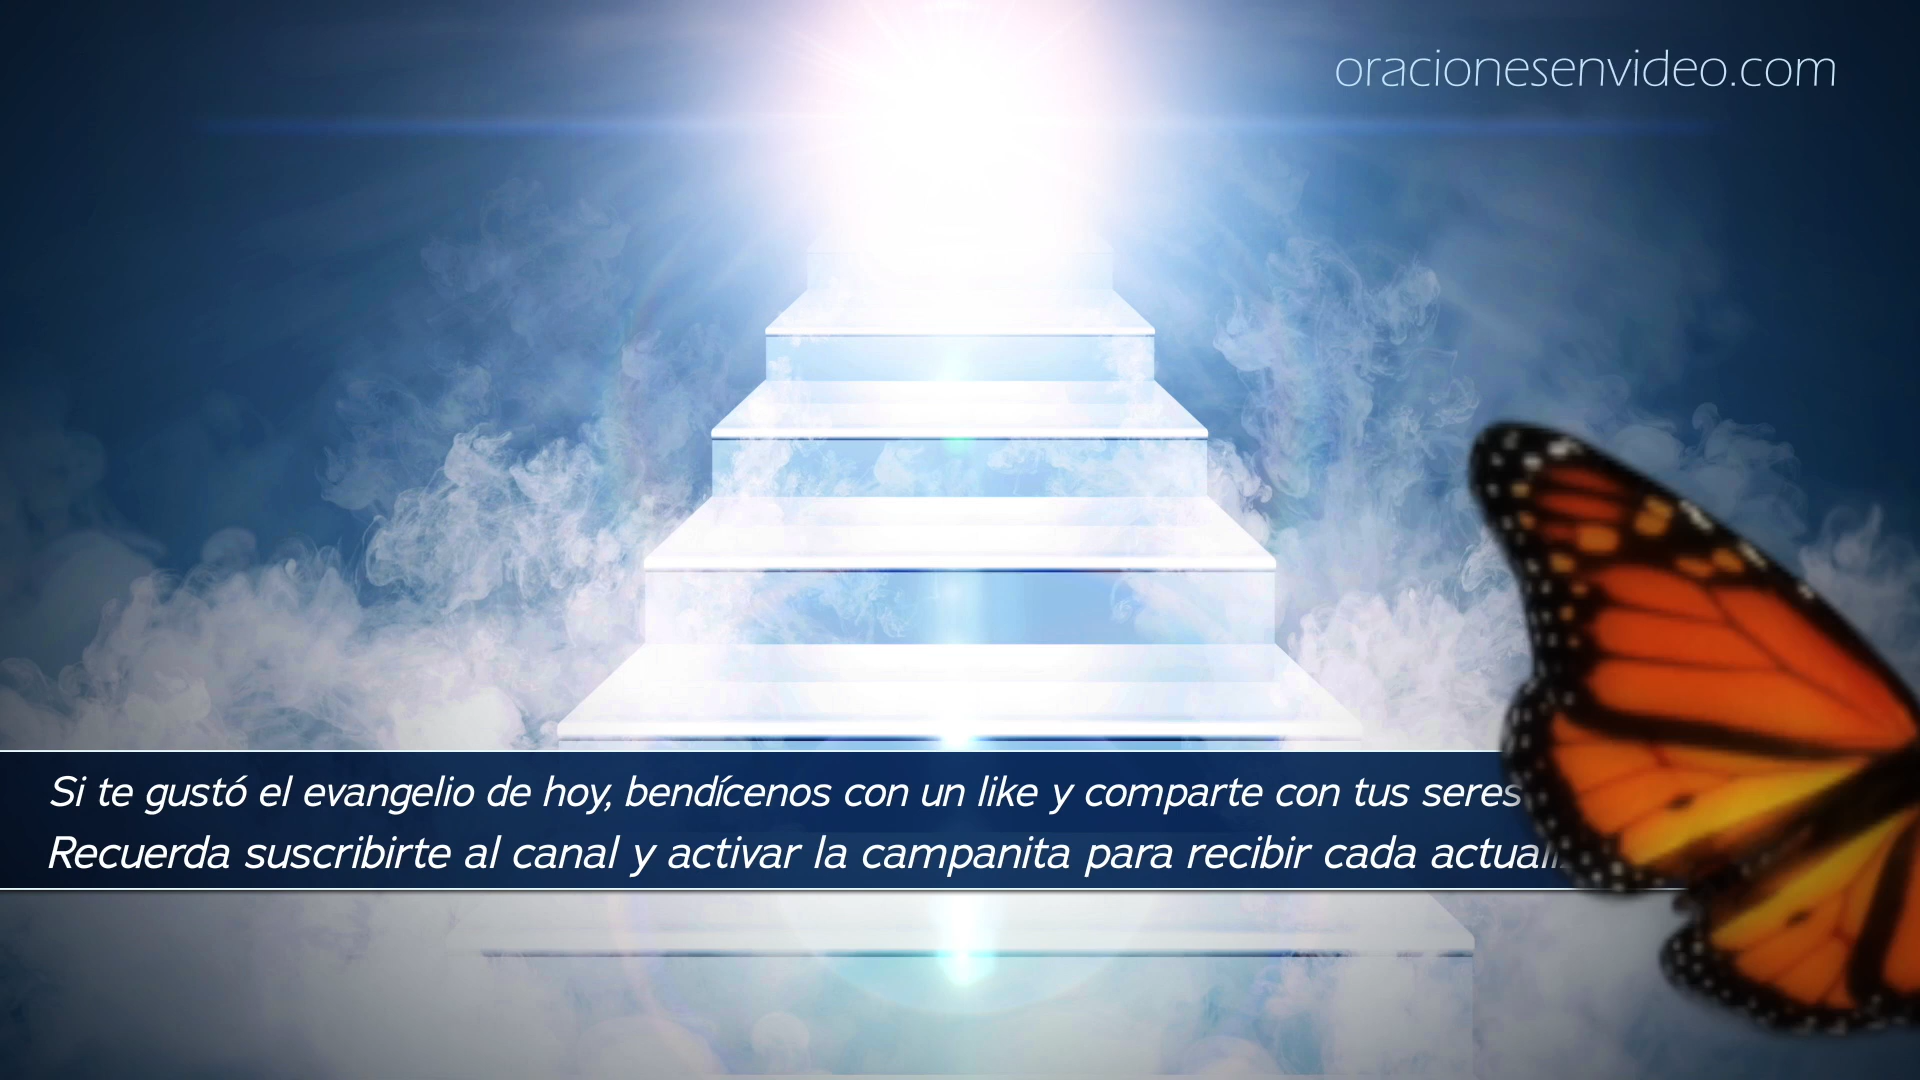 oracionesenvideo.com
Si te gustó el evangelio de hoy, bendícenos con un like y comparte con tus seres
Recuerda suscribirte al canal y activar la campanita para recibir cada